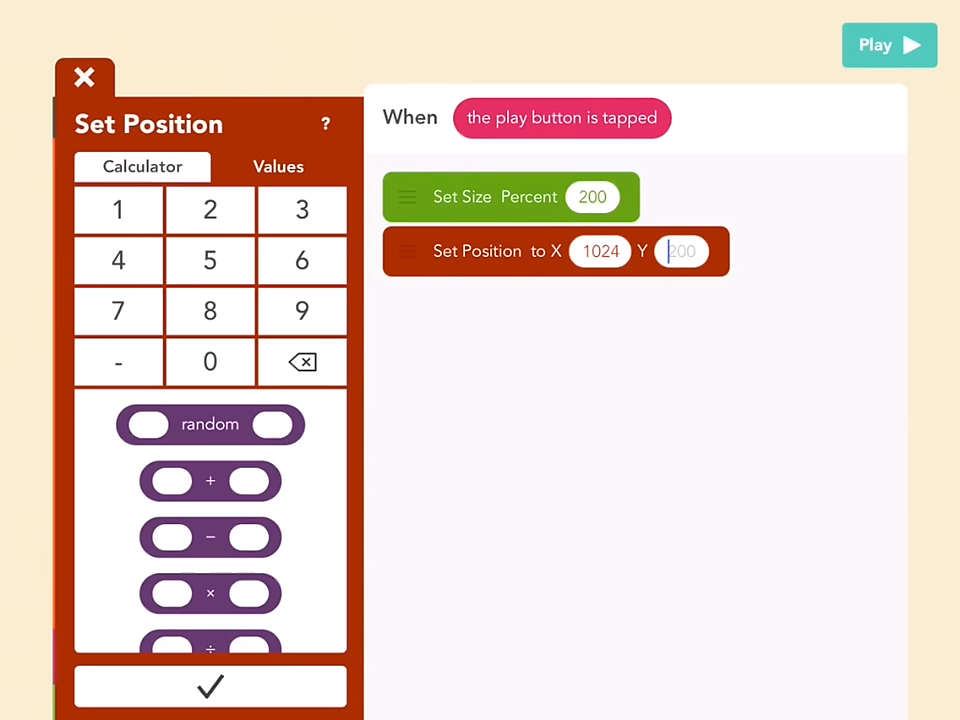 Play
Set Position ?
Calculator Values
1 2 3
4 5 6
7 8 9
- 0
random
+
−
×
÷
When the play button is tapped
Set Size Percent 200
Set Position to X 1024 Y 200